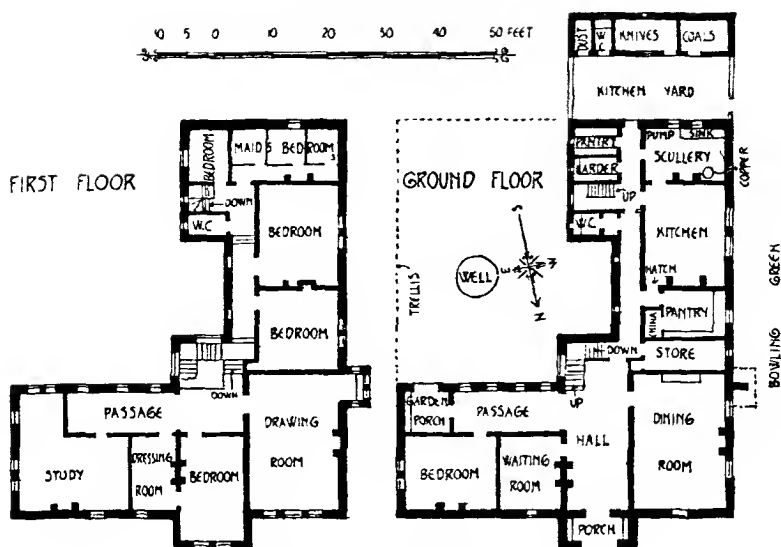 10 5 0 10 20 30 40 50 FEET
FIRST FLOOR
BEDROOM
MAIDS BEDROOMS
DOWN
W.C
BEDROOM
BEDROOM
DOWN
PASSAGE
DRAWING
ROOM
STUDY
DRESSING
ROOM
BEDROOM
GROUND FLOOR
DUST
W
C
KNIVES
COALS
KITCHEN YARD
PANTRY
LARDER
PUMP
SINK
SCULLERY
COPPER
UP
W.C
KITCHEN
HATCH
PANTRY
CHINA
STORE
DOWN
UP
TRELLIS
WELL
S
E
W
N
BOWLING GREEN
GARDEN
PORCH
PASSAGE
HALL
DINING
ROOM
BEDROOM
WAITING
ROOM
PORCH